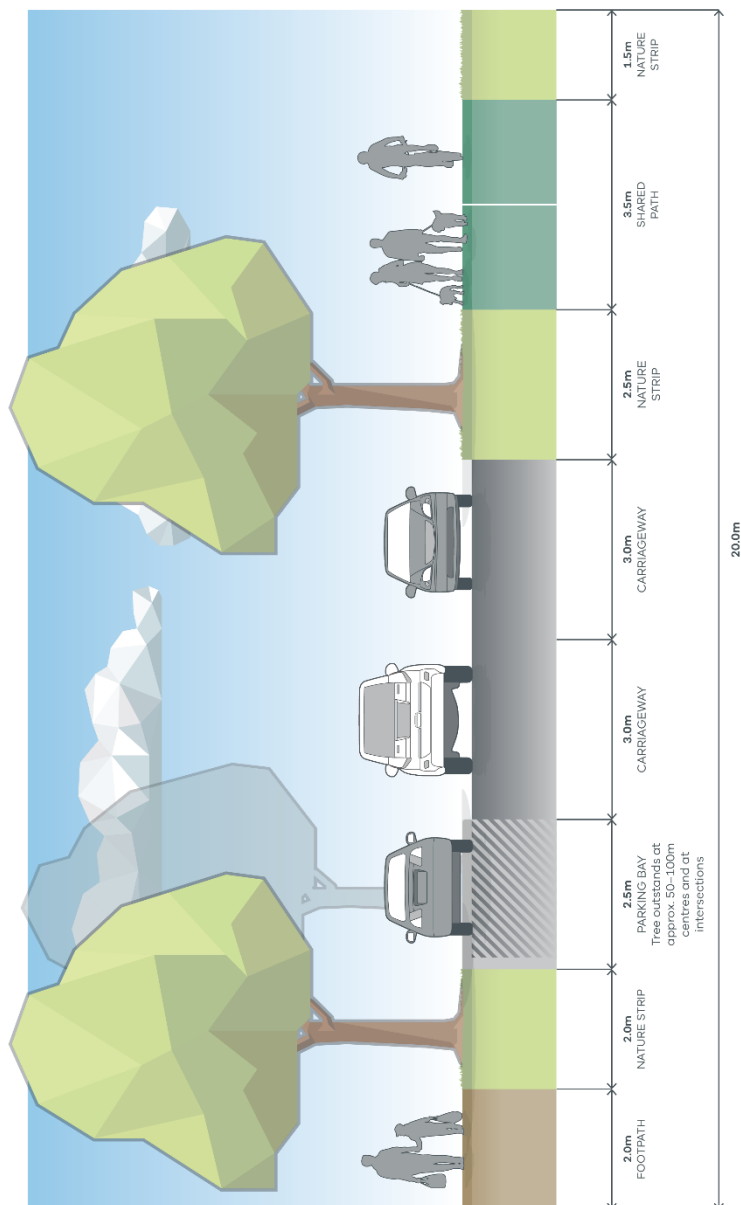 2.0m
FOOTPATH
2.0m
NATURE STRIP
2.5m
PARKING BAY
Tree outstands at
approx. 50–100m
centres and at
intersections
3.0m
CARRIAGEWAY
3.0m
CARRIAGEWAY
2.5m
NATURE
STRIP
3.5m
SHARED
PATH
1.5m
NATURE
STRIP
20.0m